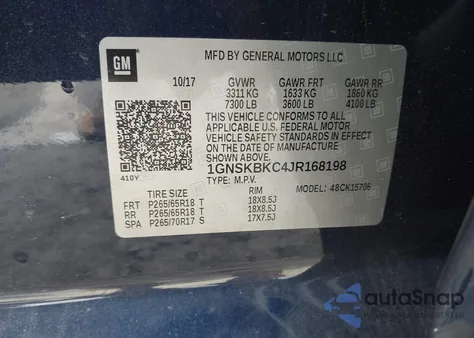 GM
MFD BY GENERAL MOTORS LLC
10/17 GVWR GAWR FRT GAWR RR
3311 KG 1633 KG 1860 KG
7300 LB 3600 LB 4100 LB
THIS VEHICLE CONFORMS TO ALL
APPLICABLE U.S. FEDERAL MOTOR
VEHICLE SAFETY STANDARDS IN EFFECT ON
THE DATE OF MANUFACTURE SHOWN ABOVE.
1GNSKBKC4JR168198
410Y TYPE: M.P.V. MODEL: 48CK15706
TIRE SIZE RIM
FRT P265/65R18 T 18X8.5J
RR P265/65R18 T 18X8.5J
SPA P265/70R17 S 17X7.5J
autoSnap